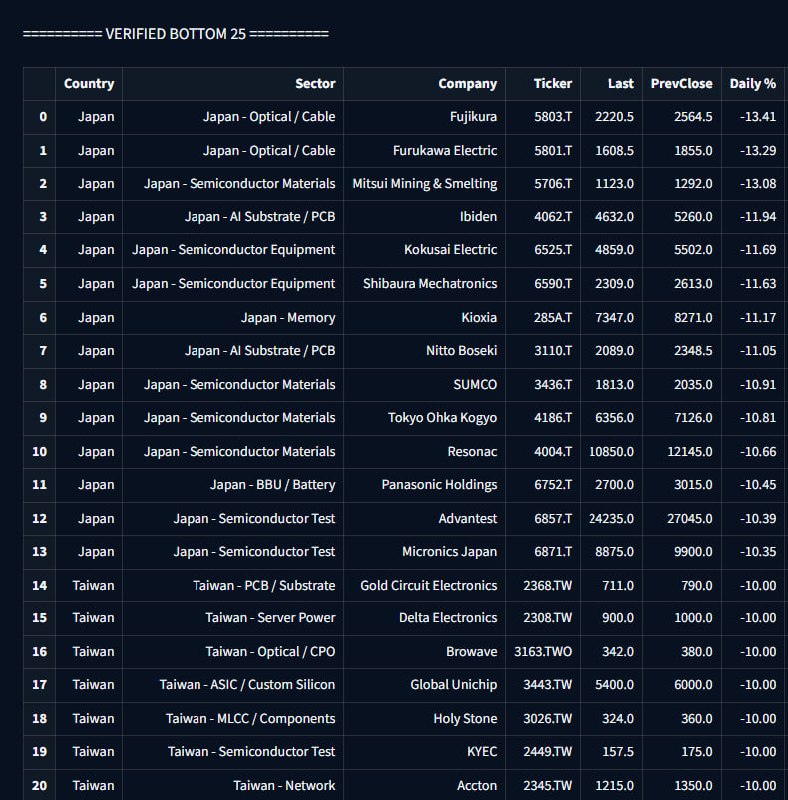 ========== VERIFIED BOTTOM 25 ==========
Country Sector Company Ticker Last PrevClose Daily %
0 Japan Japan - Optical / Cable Fujikura 5803.T 2220.5 2564.5 -13.41
1 Japan Japan - Optical / Cable Furukawa Electric 5801.T 1608.5 1855.0 -13.29
2 Japan Japan - Semiconductor Materials Mitsui Mining & Smelting 5706.T 1123.0 1292.0 -13.08
3 Japan Japan - AI Substrate / PCB Ibiden 4062.T 4632.0 5260.0 -11.94
4 Japan Japan - Semiconductor Equipment Kokusai Electric 6525.T 4859.0 5502.0 -11.69
5 Japan Japan - Semiconductor Equipment Shibaura Mechatronics 6590.T 2309.0 2613.0 -11.63
6 Japan Japan - Memory Kioxia 285A.T 7347.0 8271.0 -11.17
7 Japan Japan - AI Substrate / PCB Nitto Boseki 3110.T 2089.0 2348.5 -11.05
8 Japan Japan - Semiconductor Materials SUMCO 3436.T 1813.0 2035.0 -10.91
9 Japan Japan - Semiconductor Materials Tokyo Ohka Kogyo 4186.T 6356.0 7126.0 -10.81
10 Japan Japan - Semiconductor Materials Resonac 4004.T 10850.0 12145.0 -10.66
11 Japan Japan - BBU / Battery Panasonic Holdings 6752.T 2700.0 3015.0 -10.45
12 Japan Japan - Semiconductor Test Advantest 6857.T 24235.0 27045.0 -10.39
13 Japan Japan - Semiconductor Test Micronics Japan 6871.T 8875.0 9900.0 -10.35
14 Taiwan Taiwan - PCB / Substrate Gold Circuit Electronics 2368.TW 711.0 790.0 -10.00
15 Taiwan Taiwan - Server Power Delta Electronics 2308.TW 900.0 1000.0 -10.00
16 Taiwan Taiwan - Optical / CPO Browave 3163.TWO 342.0 380.0 -10.00
17 Taiwan Taiwan - ASIC / Custom Silicon Global Unichip 3443.TW 5400.0 6000.0 -10.00
18 Taiwan Taiwan - MLCC / Components Holy Stone 3026.TW 324.0 360.0 -10.00
19 Taiwan Taiwan - Semiconductor Test KYEC 2449.TW 157.5 175.0 -10.00
20 Taiwan Taiwan - Network Accton 2345.TW 1215.0 1350.0 -10.00